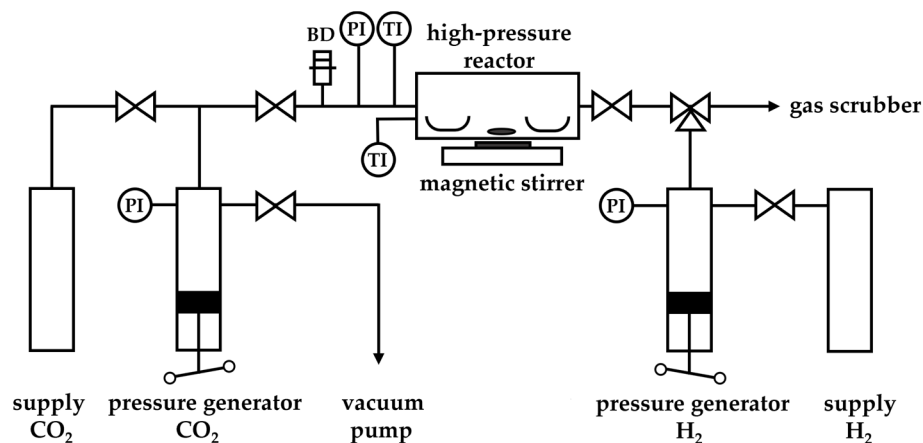 BD
PI
TI
high-pressure
reactor
gas scrubber
TI
magnetic stirrer
PI
PI
supply
CO₂
pressure generator
CO₂
vacuum
pump
pressure generator
H₂
supply
H₂